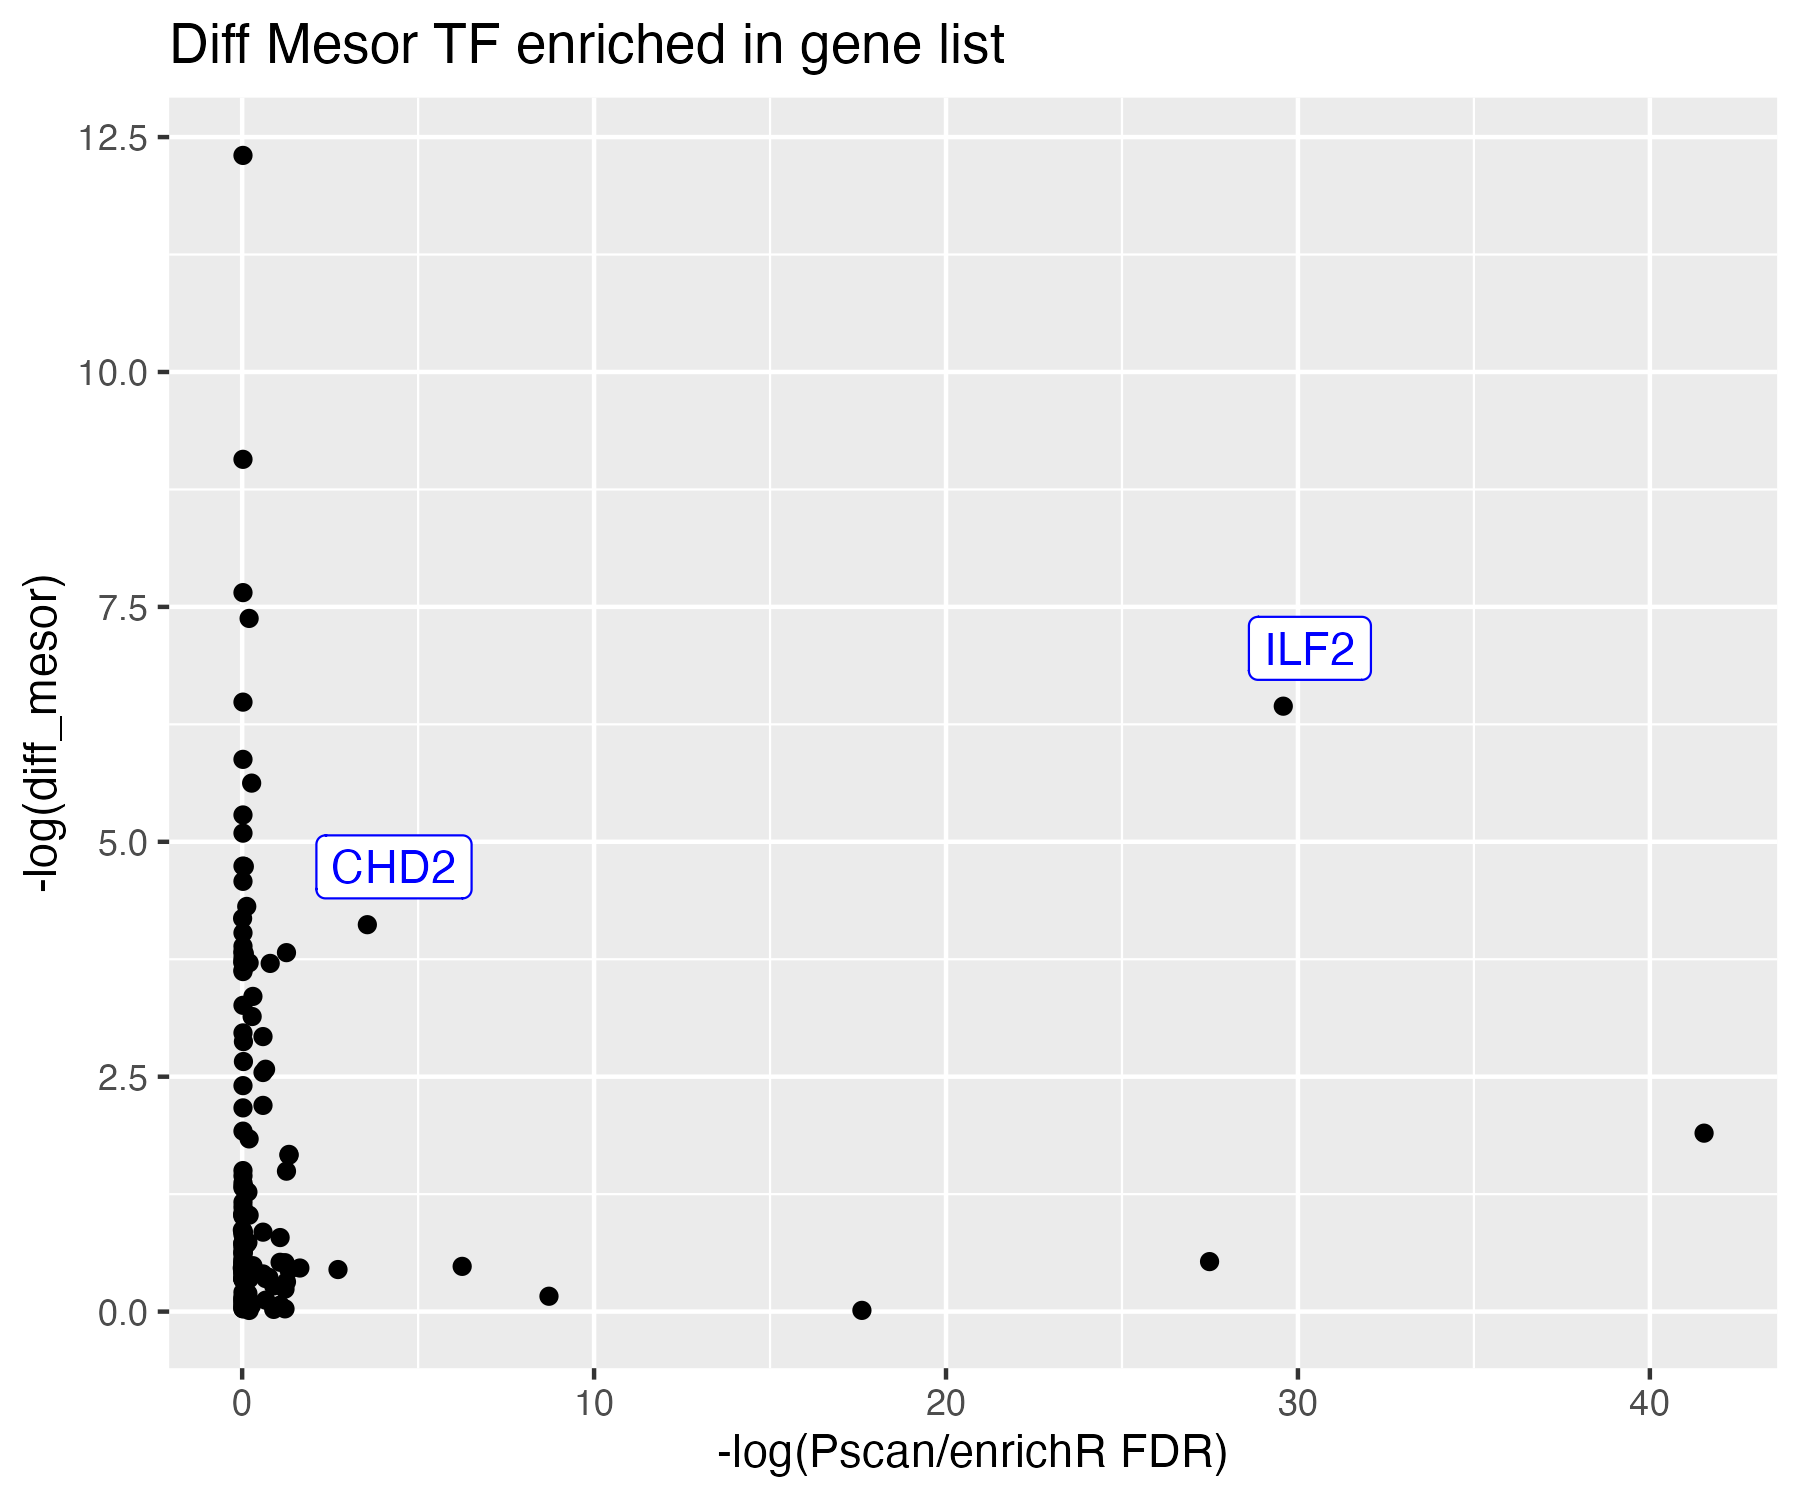 Diff Mesor TF enriched in gene list
12.5
10.0
7.5
5.0
2.5
0.0
-log(diff_mesor)
ILF2
CHD2
0 10 20 30 40
-log(Pscan/enrichR FDR)